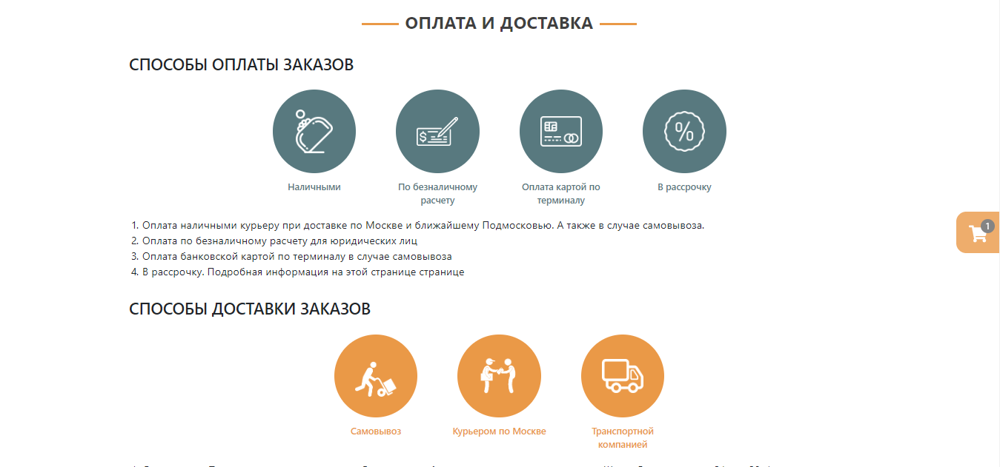 ОПЛАТА И ДОСТАВКА
СПОСОБЫ ОПЛАТЫ ЗАКАЗОВ
Наличными
По безналичному
расчету
Оплата картой по
терминалу
В рассрочку
1. Оплата наличными курьеру при доставке по Москве и ближайшему Подмосковью. А также в случае самовывоза.
2. Оплата по безналичному расчету для юридических лиц
3. Оплата банковской картой по терминалу в случае самовывоза
4. В рассрочку. Подробная информация на этой странице странице
1
СПОСОБЫ ДОСТАВКИ ЗАКАЗОВ
Самовывоз
Курьером по Москве
Транспортной
компанией